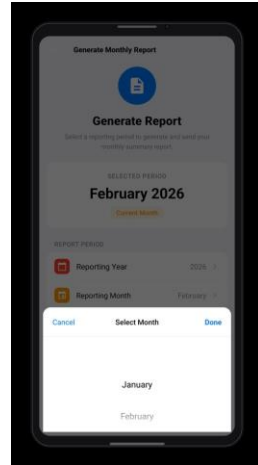 Generate Monthly Report
Generate Report
Select a reporting period to generate and send your
monthly summary report.
SELECTED PERIOD
February 2026
Current Month
REPORT PERIOD
Reporting Year 2026
Reporting Month February
Cancel Select Month Done
January
February